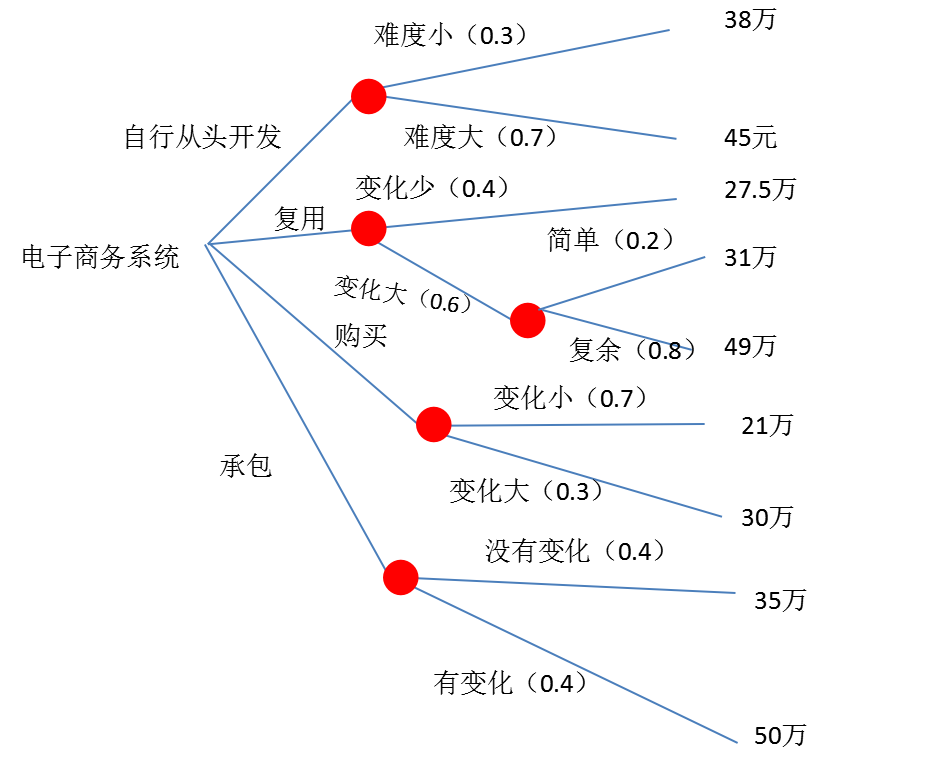 38万
难度小（0.3）
自行从头开发
难度大（0.7）
45元
变化少（0.4）
27.5万
复用
简单（0.2）
31万
电子商务系统
变化大（0.6）
购买
复余（0.8）
49万
变化小（0.7）
21万
承包
变化大（0.3）
30万
没有变化（0.4）
35万
有变化（0.4）
50万